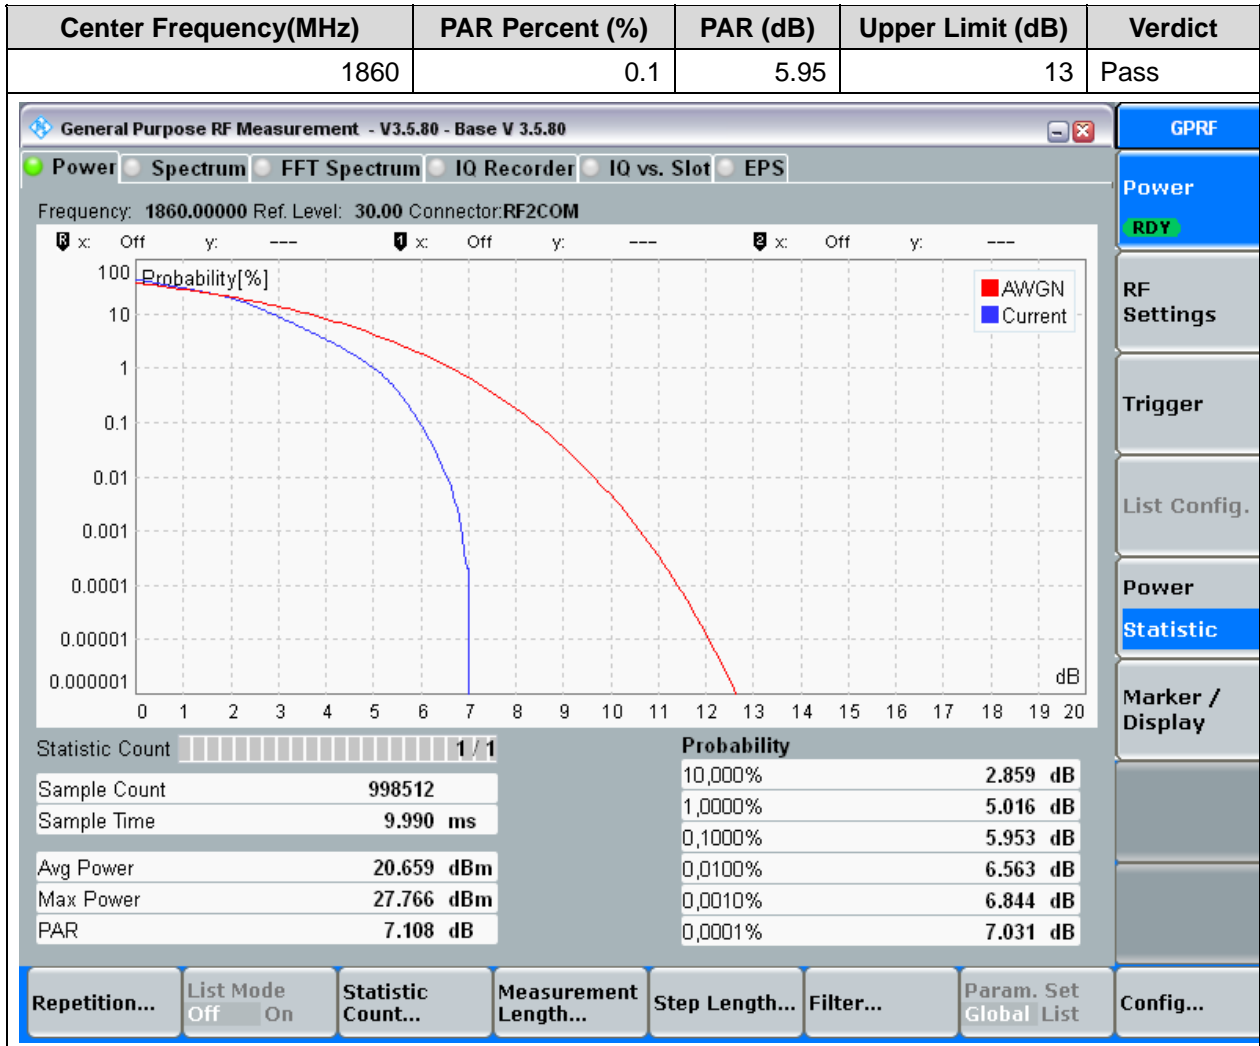 Center Frequency(MHz) PAR Percent (%) PAR (dB) Upper Limit (dB) Verdict
1860 0.1 5.95 13 Pass
General Purpose RF Measurement - V3.5.80 - Base V 3.5.80
GPRF
Power Spectrum FFT Spectrum IQ Recorder IQ vs. Slot EPS
Frequency: 1860.00000 Ref. Level: 30.00 Connector:RF2COM
R x: Off y: --- 1 x: Off y: --- 2 x: Off y: ---
Probability[%]
AWGN
Current
100
10
1
0.1
0.01
0.001
0.0001
0.00001
0.000001
dB
0 1 2 3 4 5 6 7 8 9 10 11 12 13 14 15 16 17 18 19 20
Statistic Count 1 / 1
Sample Count 998512
Sample Time 9.990 ms
Avg Power 20.659 dBm
Max Power 27.766 dBm
PAR 7.108 dB
Probability
10,000% 2.859 dB
1,0000% 5.016 dB
0,1000% 5.953 dB
0,0100% 6.563 dB
0,0010% 6.844 dB
0,0001% 7.031 dB
Power
RDY
RF
Settings
Trigger
List Config.
Power
Statistic
Marker /
Display
Repetition...
List Mode
Off On
Statistic
Count...
Measurement
Length...
Step Length...
Filter...
Param. Set
Global List
Config...